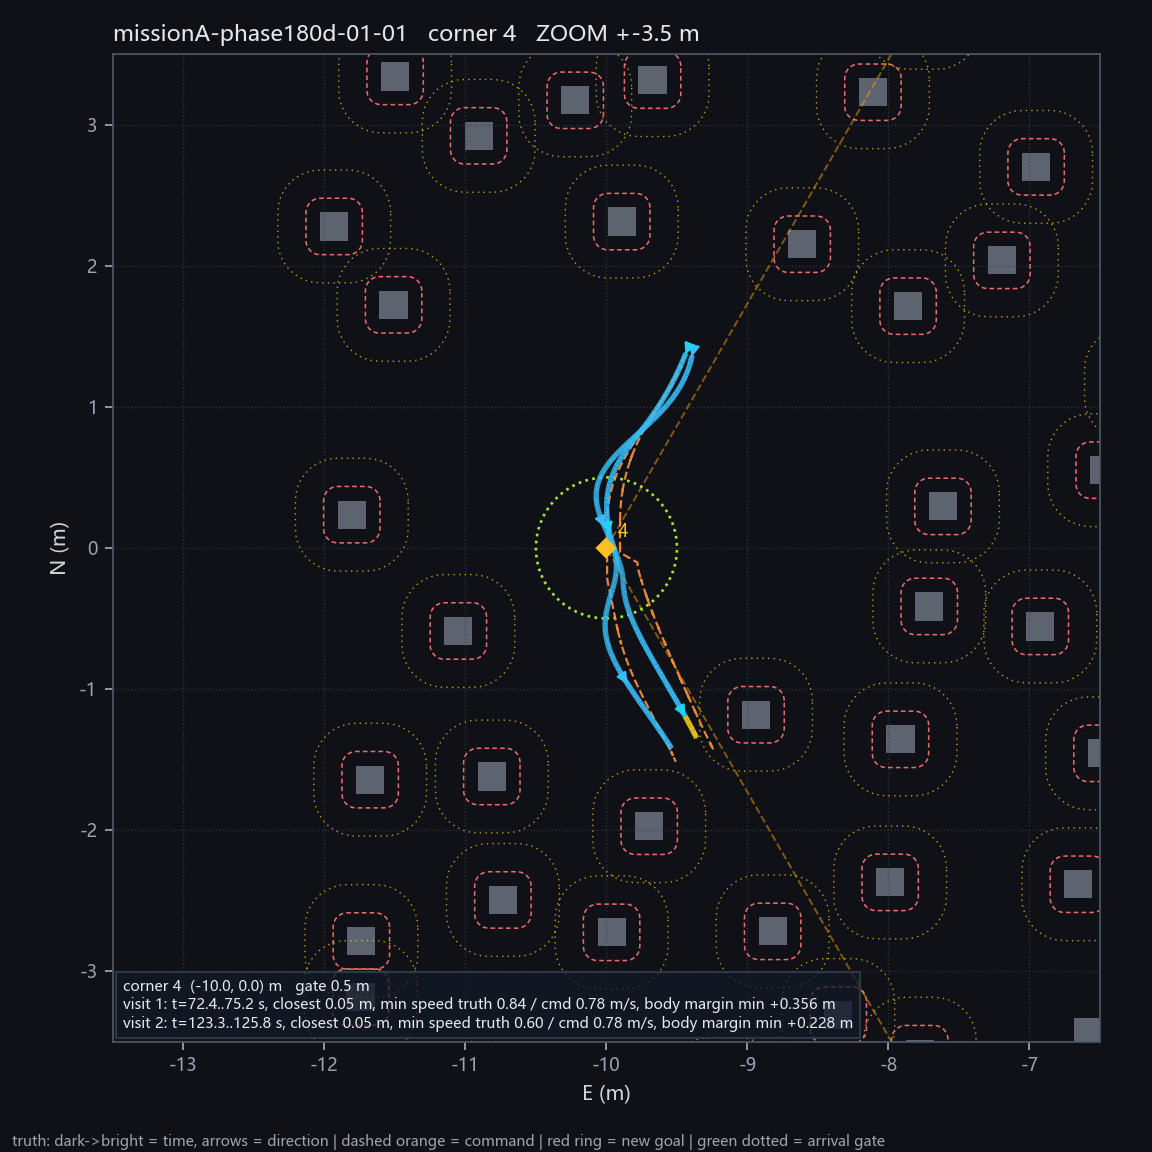 missionA-phase180d-01-01 corner 4 ZOOM +-3.5 m
3
2
1
0
-1
-2
-3
N (m)
4
corner 4 (-10.0, 0.0) m gate 0.5 m
visit 1: t=72.4..75.2 s, closest 0.05 m, min speed truth 0.84 / cmd 0.78 m/s, body margin min +0.356 m
visit 2: t=123.3..125.8 s, closest 0.05 m, min speed truth 0.60 / cmd 0.78 m/s, body margin min +0.228 m
-13 -12 -11 -10 -9 -8 -7
E (m)
truth: dark->bright = time, arrows = direction | dashed orange = command | red ring = new goal | green dotted = arrival gate